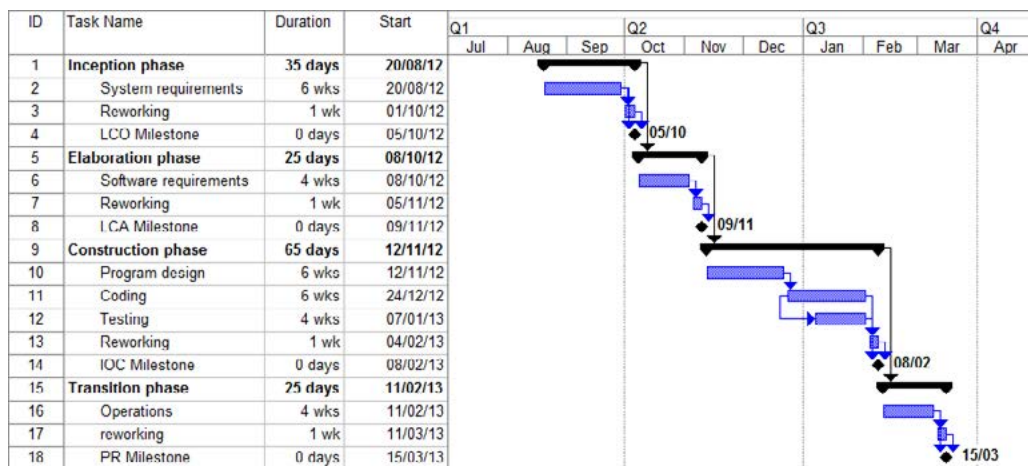 ID Task Name Duration Start Q1 Q2 Q3 Q4
Jul Aug Sep Oct Nov Dec Jan Feb Mar Apr
1 Inception phase 35 days 20/08/12
2 System requirements 6 wks 20/08/12
3 Reworking 1 wk 01/10/12
4 LCO Milestone 0 days 05/10/12 05/10
5 Elaboration phase 25 days 08/10/12
6 Software requirements 4 wks 08/10/12
7 Reworking 1 wk 05/11/12
8 LCA Milestone 0 days 09/11/12 09/11
9 Construction phase 65 days 12/11/12
10 Program design 6 wks 12/11/12
11 Coding 6 wks 24/12/12
12 Testing 4 wks 07/01/13
13 Reworking 1 wk 04/02/13
14 IOC Milestone 0 days 08/02/13 08/02
15 Transition phase 25 days 11/02/13
16 Operations 4 wks 11/02/13
17 reworking 1 wk 11/03/13
18 PR Milestone 0 days 15/03/13 15/03